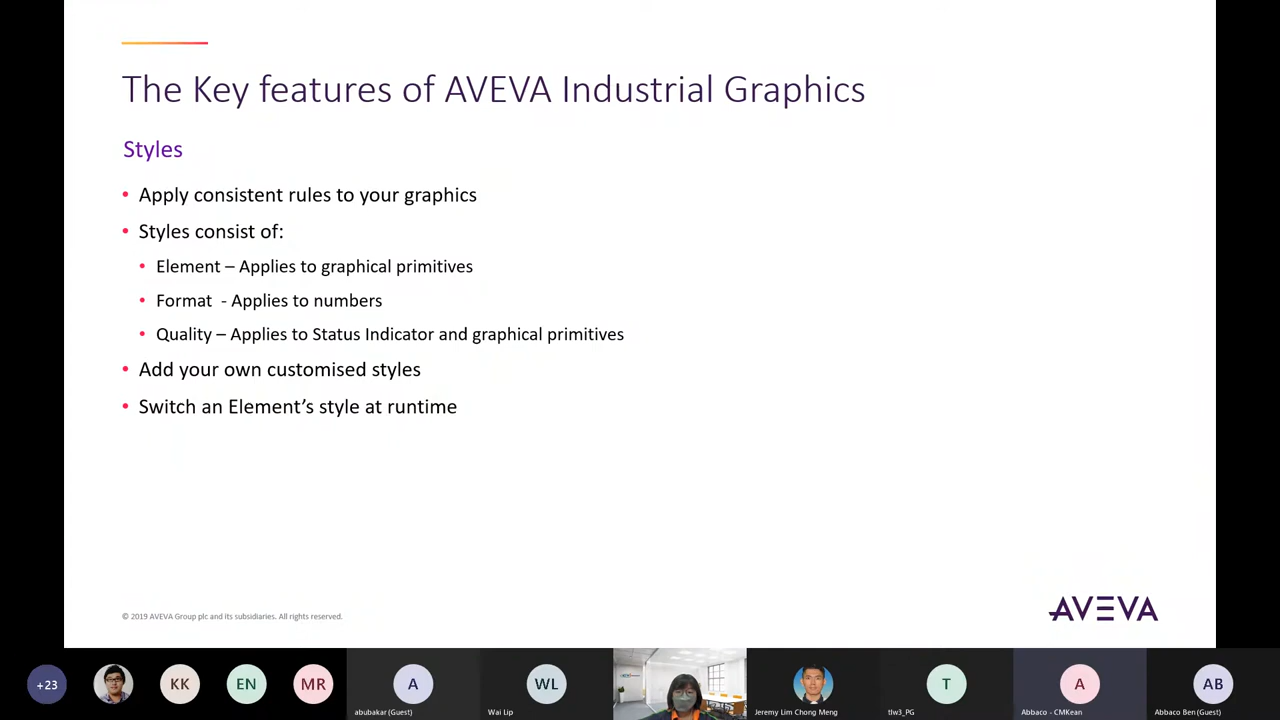 The Key features of AVEVA Industrial Graphics
Styles
• Apply consistent rules to your graphics
• Styles consist of:
• Element – Applies to graphical primitives
• Format - Applies to numbers
• Quality – Applies to Status Indicator and graphical primitives
• Add your own customised styles
• Switch an Element’s style at runtime
© 2019 AVEVA Group plc and its subsidiaries. All rights reserved.
AVEVA
+23
KK
EN
MR
A
abubakar (Guest)
WL
Wai Lip
Jeremy Lim Chong Meng
T
tlw3_PG
A
Abbaco - CMKean
AB
Abbaco Ben (Guest)